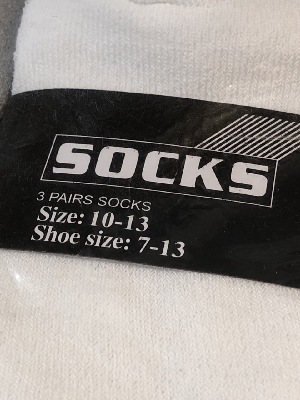 SOCKS
3 PAIRS SOCKS
Size: 10-13
Shoe size: 7-13